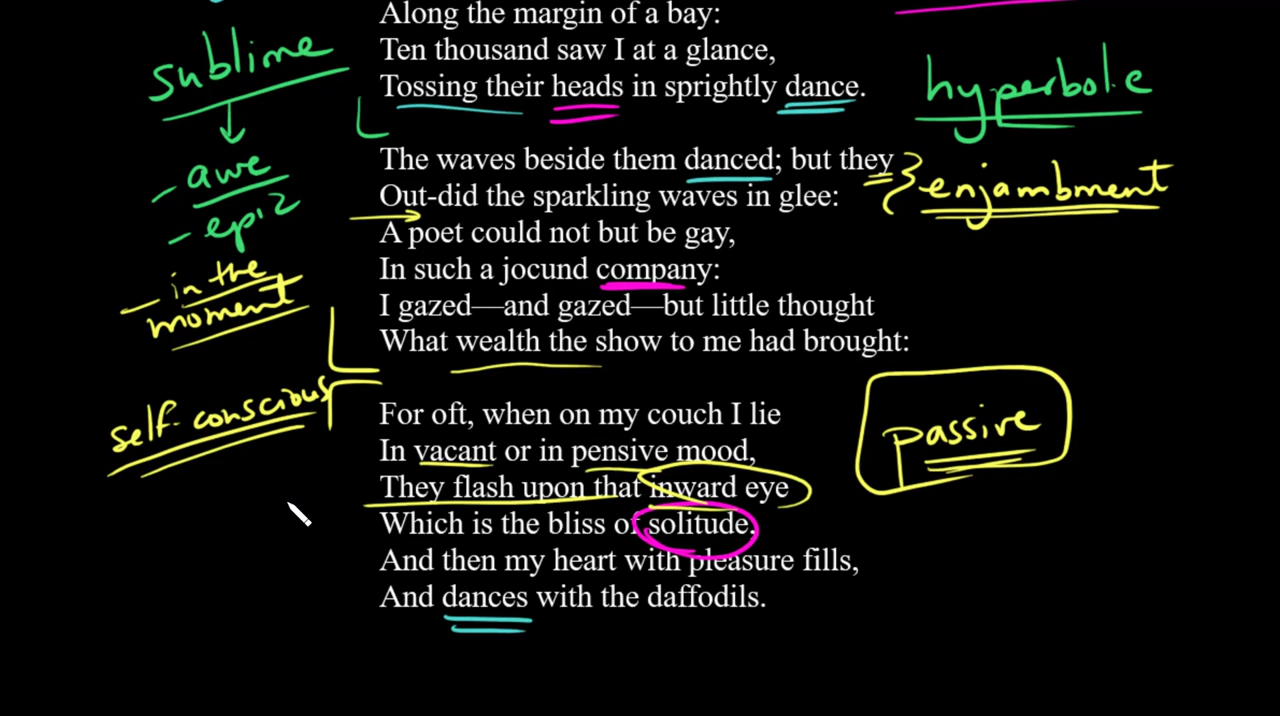 Along the margin of a bay:
sublime
Ten thousand saw I at a glance,
hyperbole
Tossing their heads in sprightly dance.
The waves beside them danced; but they
- awe
enjambment
Out-did the sparkling waves in glee:
- epic
A poet could not but be gay,
- in the
moment
In such a jocund company:
I gazed—and gazed—but little thought
What wealth the show to me had brought:
self-conscious
For oft, when on my couch I lie
passive
In vacant or in pensive mood,
They flash upon that inward eye
Which is the bliss of solitude.
And then my heart with pleasure fills,
And dances with the daffodils.